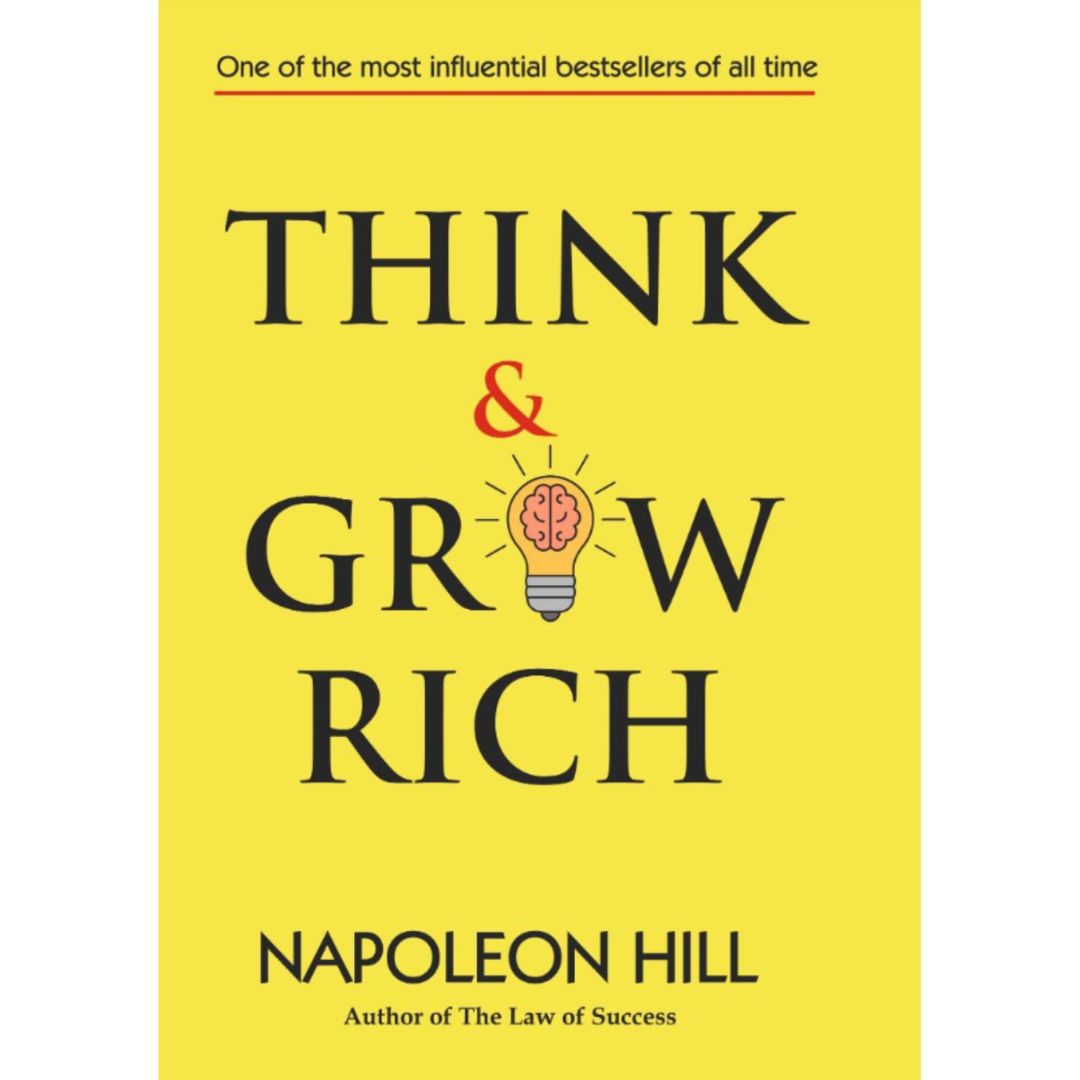 One of the most influential bestsellers of all time
THINK
&
GROW
RICH
NAPOLEON HILL
Author of The Law of Success